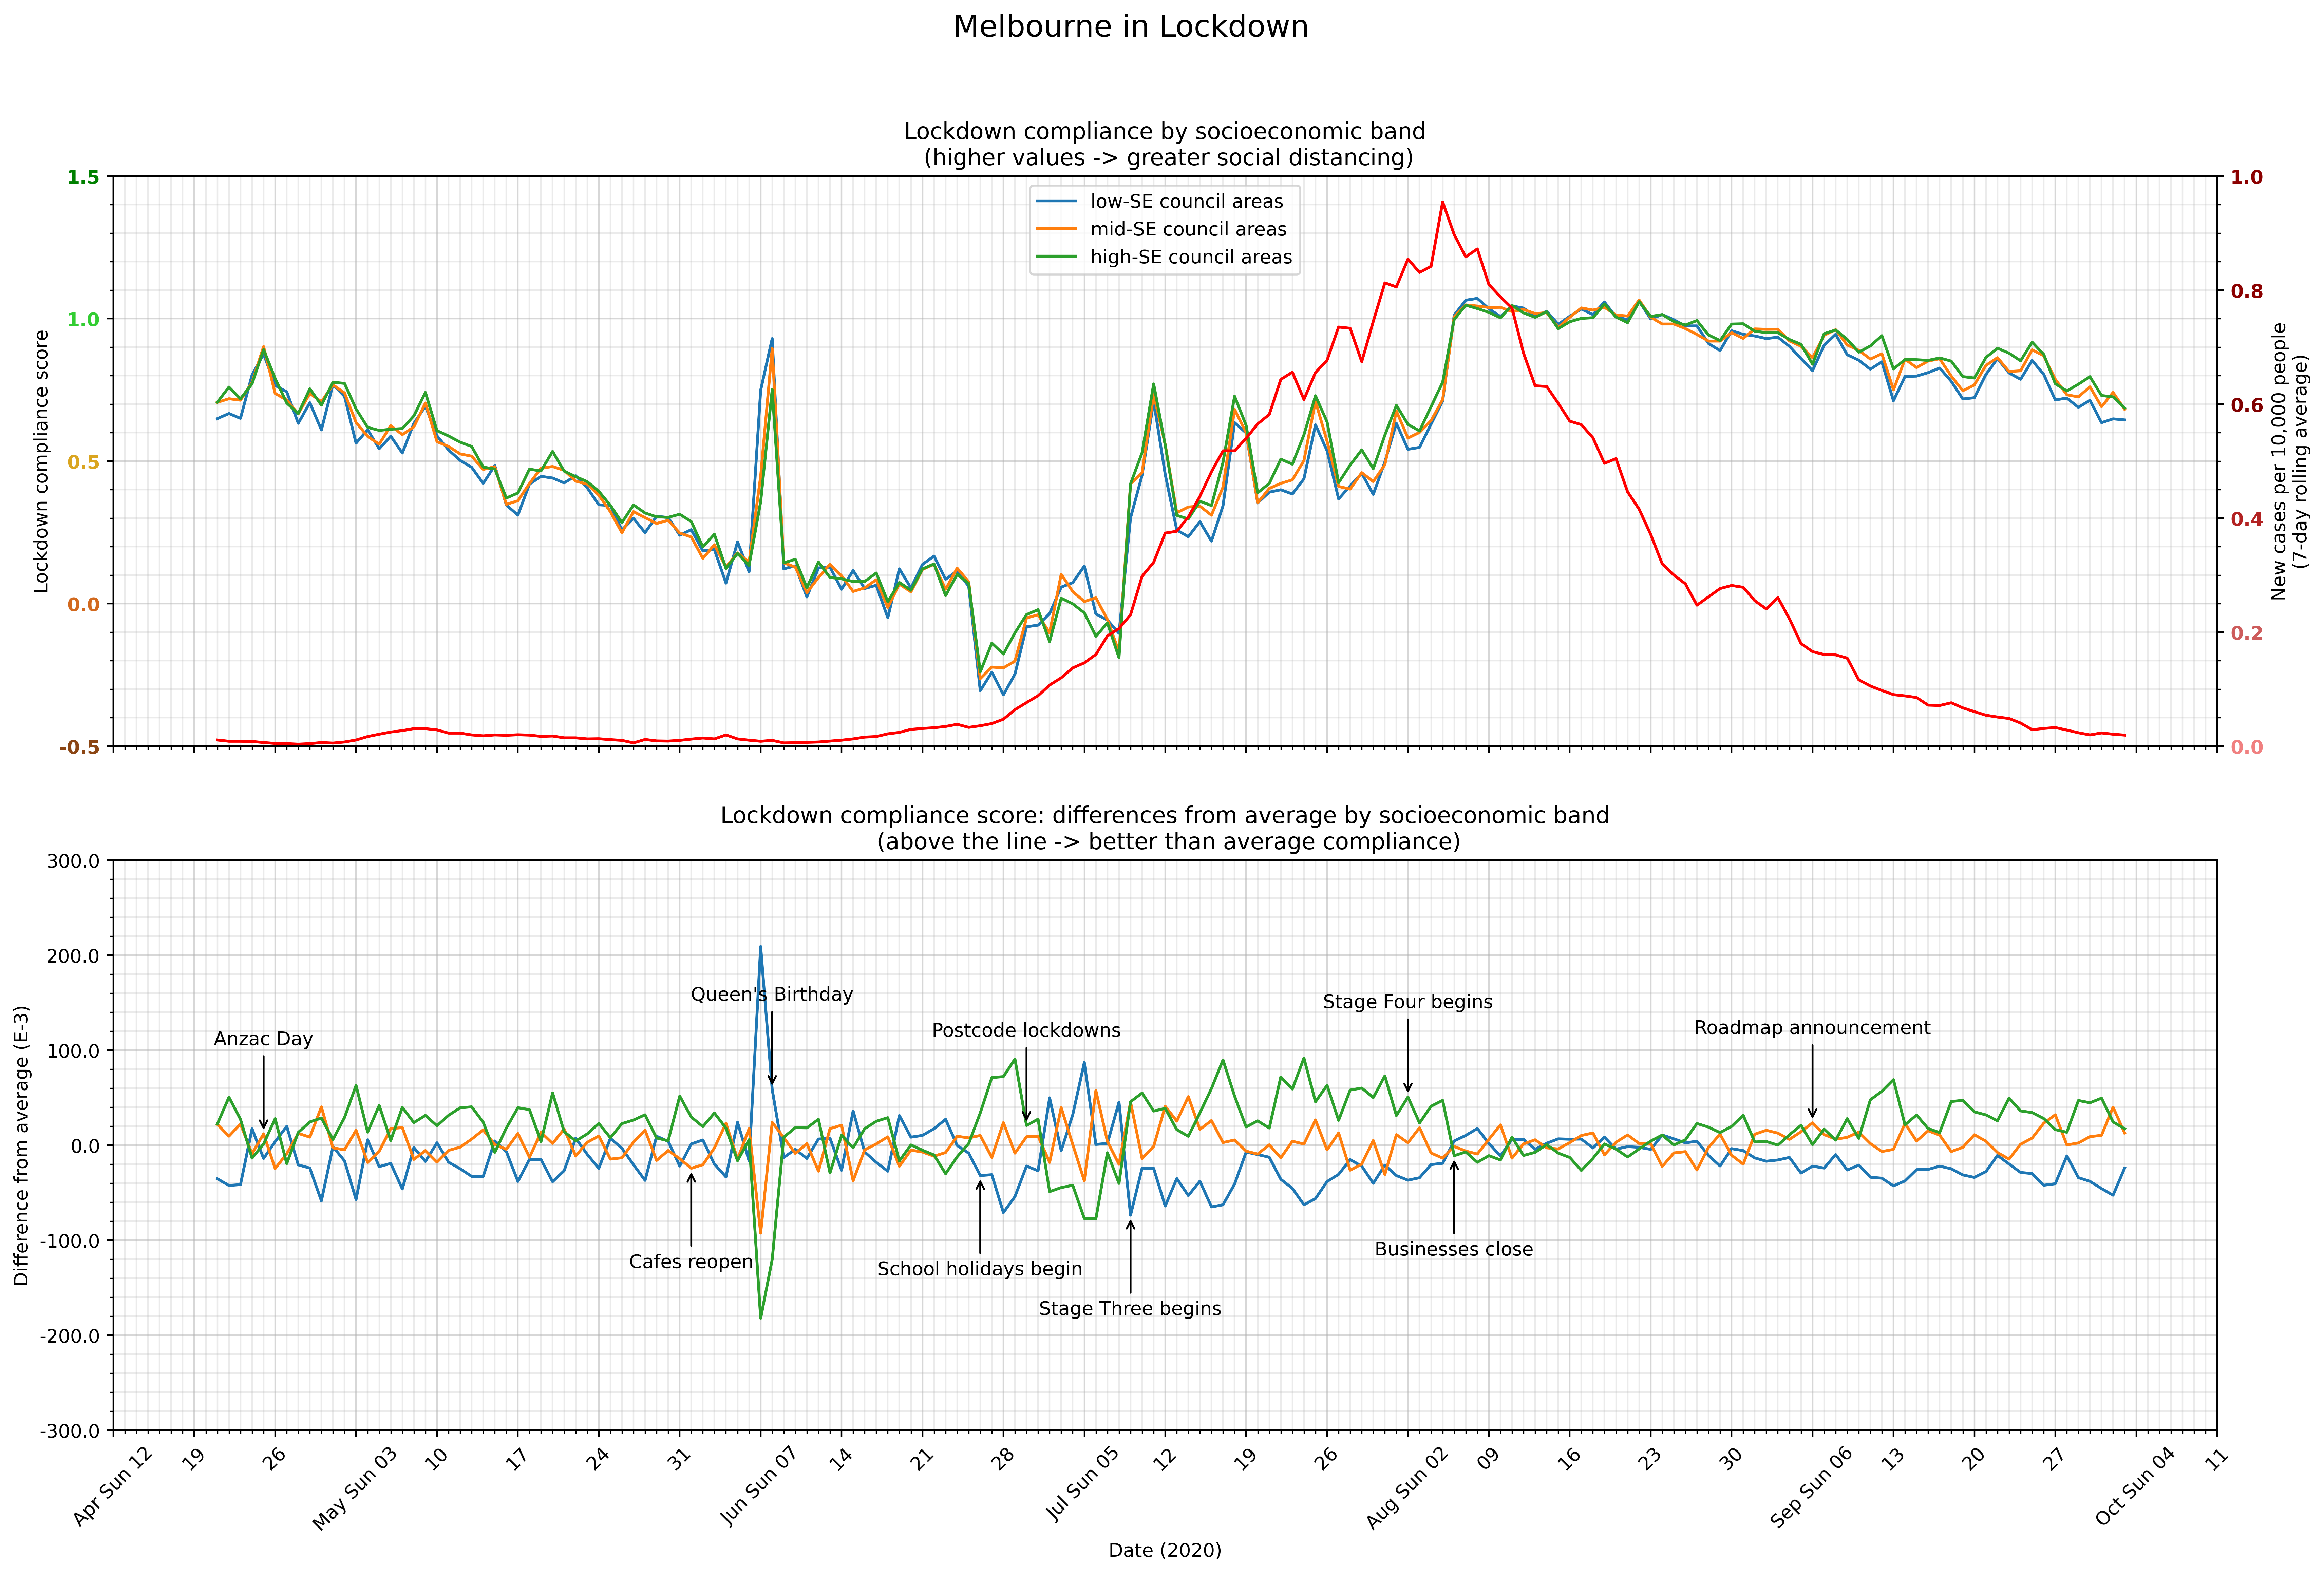 Melbourne in Lockdown
Lockdown compliance by socioeconomic band
(higher values -> greater social distancing)
1.5
1.0
0.5
0.0
-0.5
Lockdown compliance score
low-SE council areas
mid-SE council areas
high-SE council areas
1.0
0.8
0.6
0.4
0.2
0.0
New cases per 10,000 people
(7-day rolling average)
Lockdown compliance score: differences from average by socioeconomic band
(above the line -> better than average compliance)
300.0
200.0
100.0
0.0
-100.0
-200.0
-300.0
Difference from average (E-3)
Anzac Day
Queen's Birthday
Postcode lockdowns
Stage Four begins
Roadmap announcement
Cafes reopen
School holidays begin
Stage Three begins
Businesses close
Apr Sun 12
19
26
May Sun 03
10
17
24
31
Jun Sun 07
14
21
28
Jul Sun 05
12
19
26
Aug Sun 02
09
16
23
30
Sep Sun 06
13
20
27
Oct Sun 04
11
Date (2020)